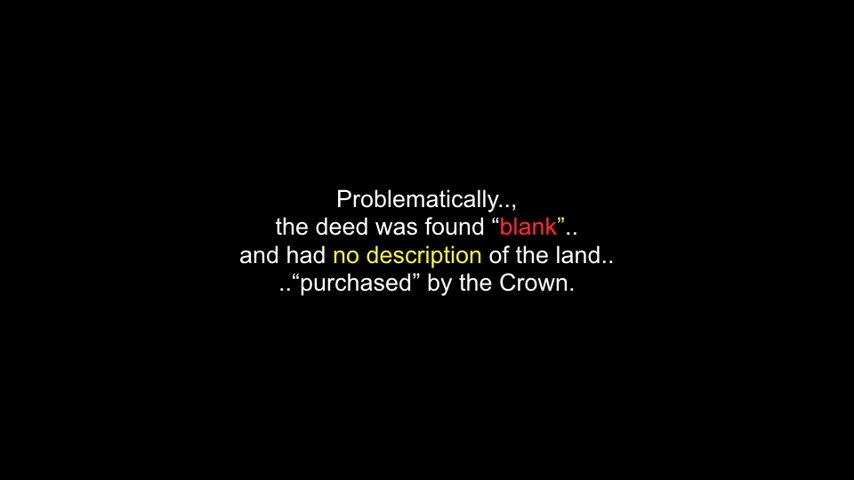 Problematically..,
the deed was found “blank”..
and had no description of the land..
..“purchased” by the Crown.